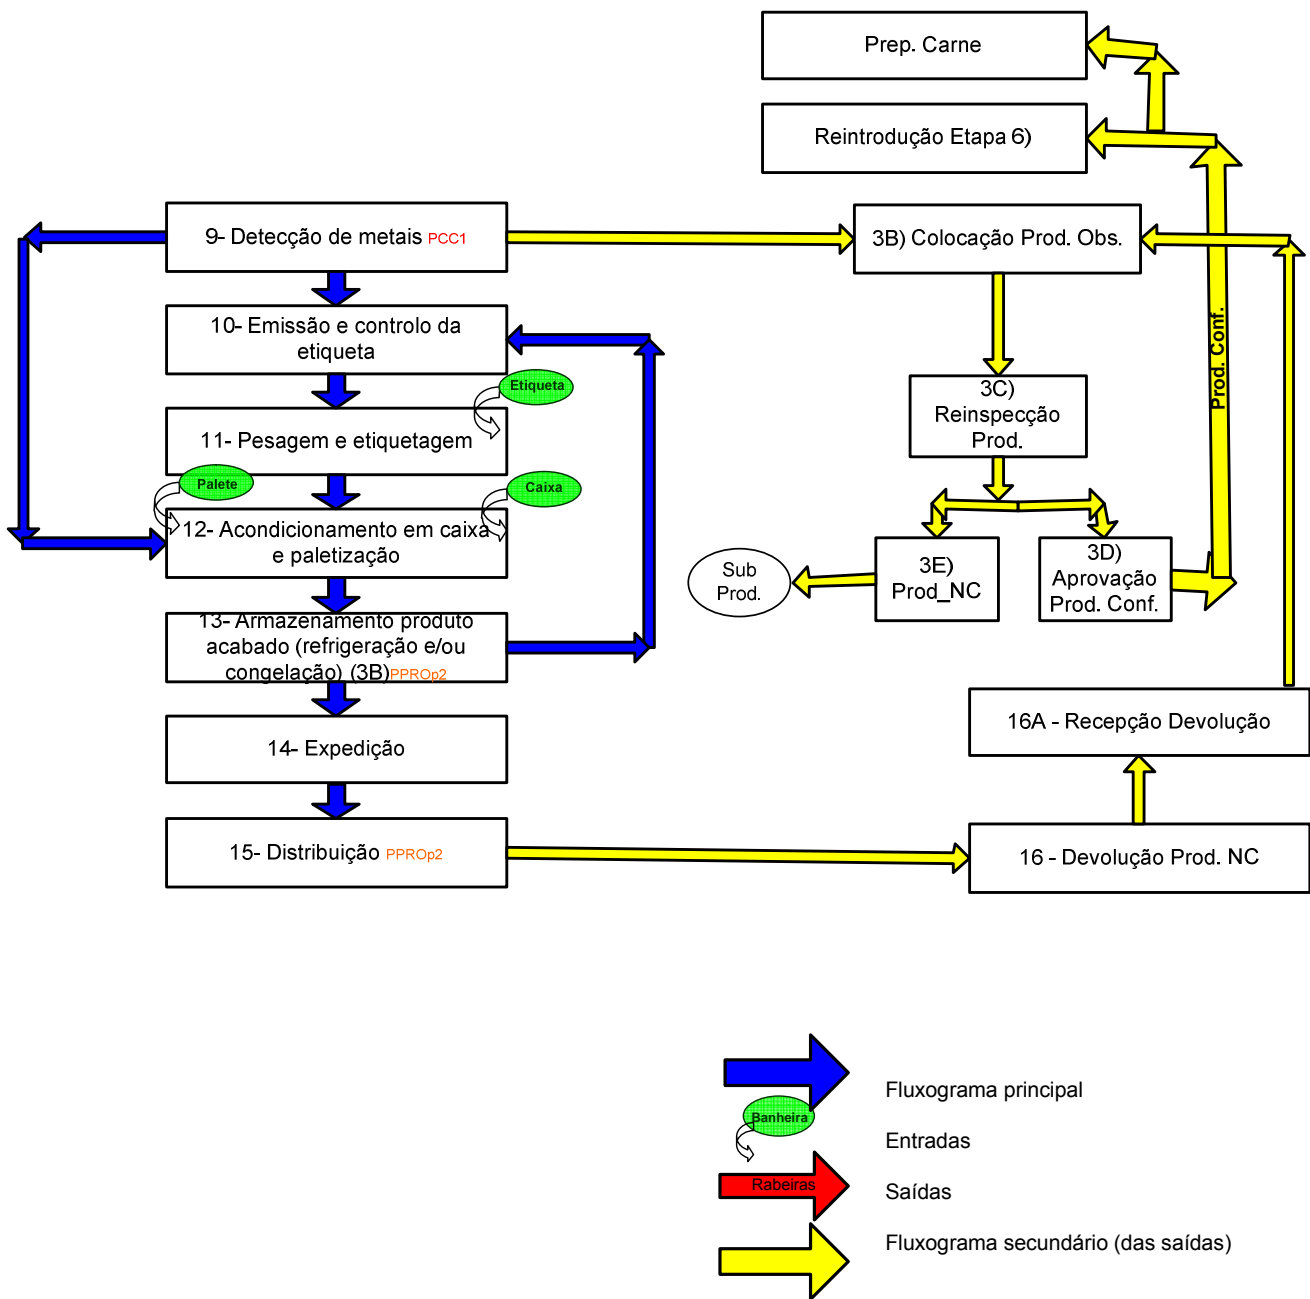 Prep. Carne
Reintrodução Etapa 6)
9- Detecção de metais PCC1
3B) Colocação Prod. Obs.
10- Emissão e controlo da
etiqueta
Prod. Conf.
Etiqueta
3C)
Reinspecção
Prod.
11- Pesagem e etiquetagem
Palete
Caixa
12- Acondicionamento em caixa
e paletização
Sub
Prod.
3E)
Prod_NC
3D)
Aprovação
Prod. Conf.
13- Armazenamento produto
acabado (refrigeração e/ou
congelação) (3B)PPROp2
16A - Recepção Devolução
14- Expedição
15- Distribuição PPROp2
16 - Devolução Prod. NC
Fluxograma principal
Banheira
Entradas
Rabeiras
Saídas
Fluxograma secundário (das saídas)